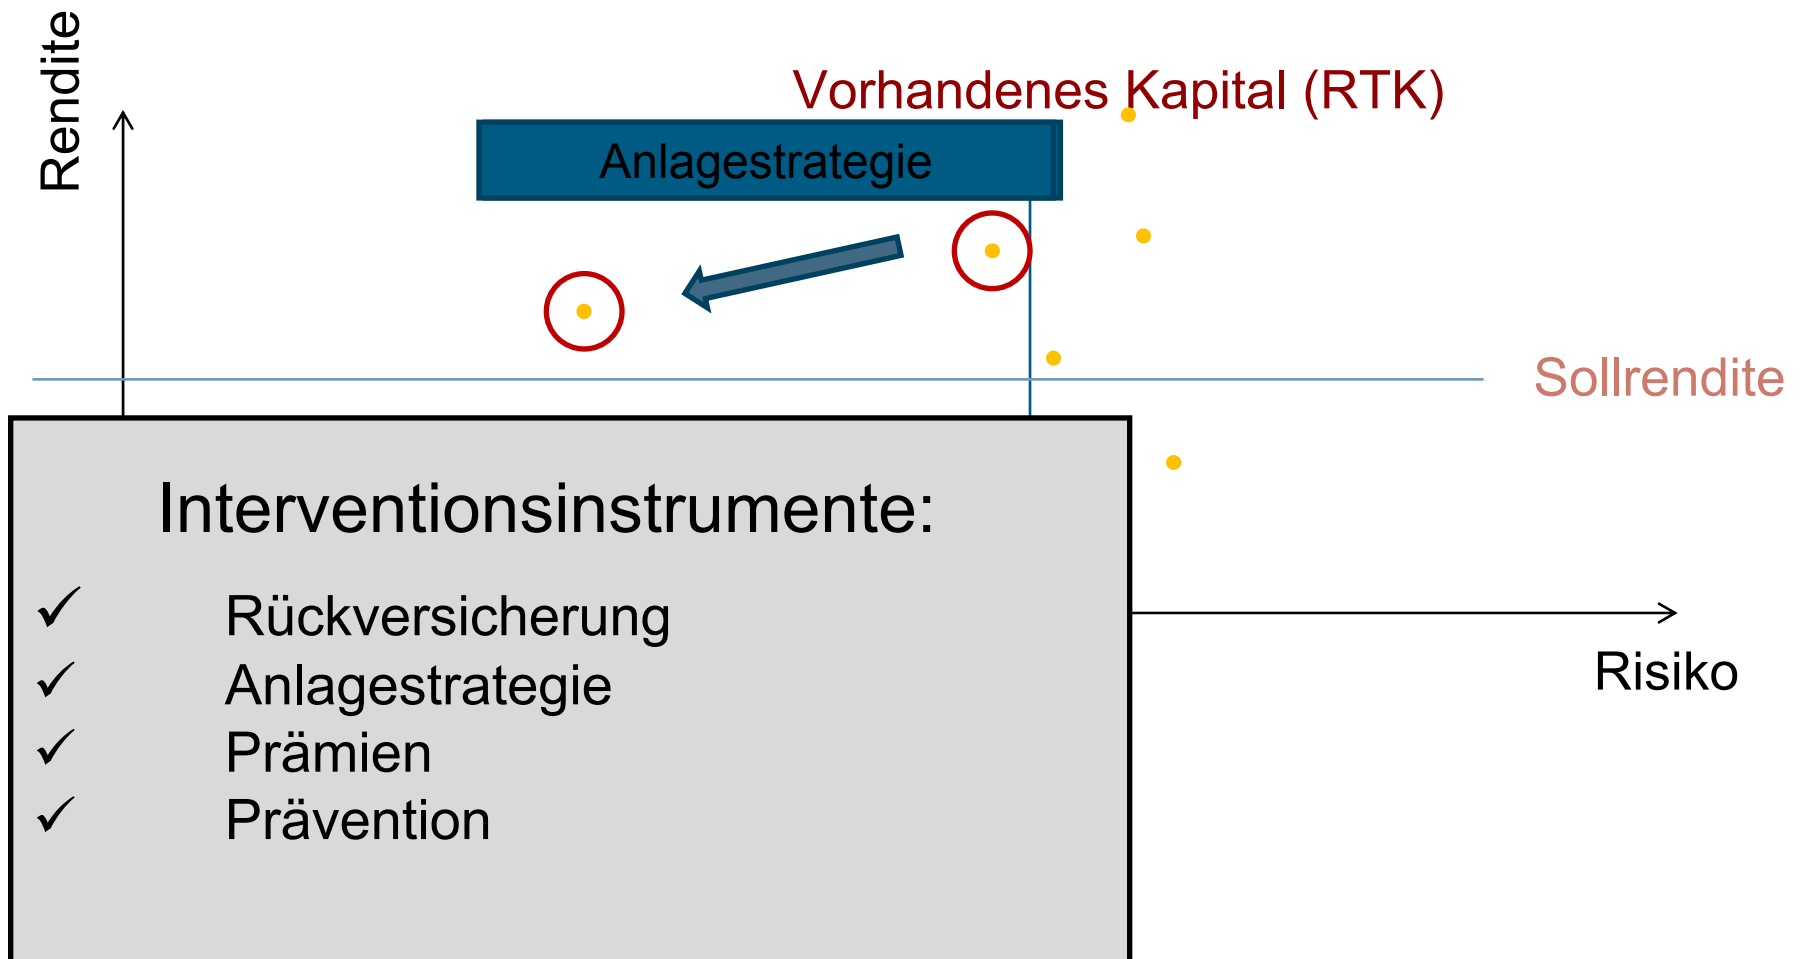 Rendite
Vorhandenes Kapital (RTK)
Anlagestrategie
Sollrendite
Interventionsinstrumente:
✓ Rückversicherung
✓ Anlagestrategie
✓ Prämien
✓ Prävention
Risiko